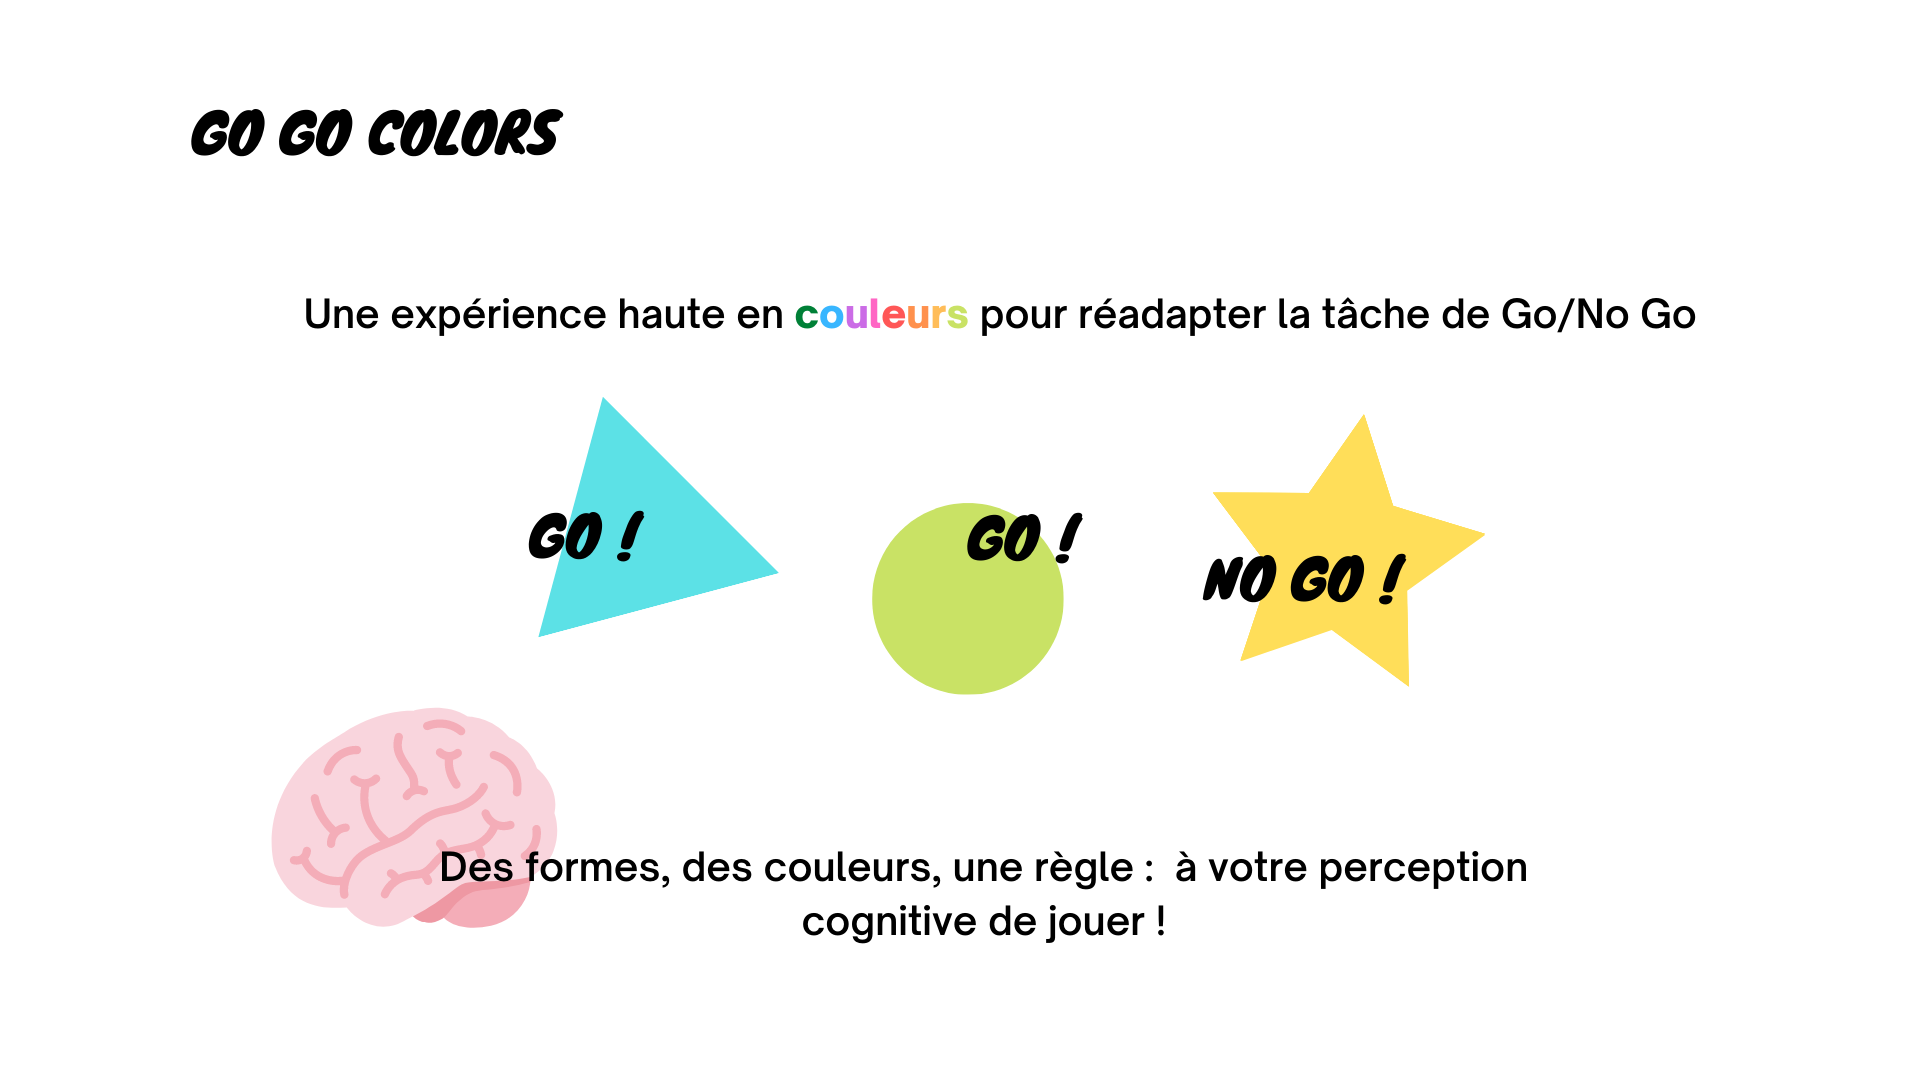 GO GO COLORS
Une expérience haute en couleurs pour réadapter la tâche de Go/No Go
GO !
GO !
NO GO !
Des formes, des couleurs, une règle :  à votre perception
cognitive de jouer !